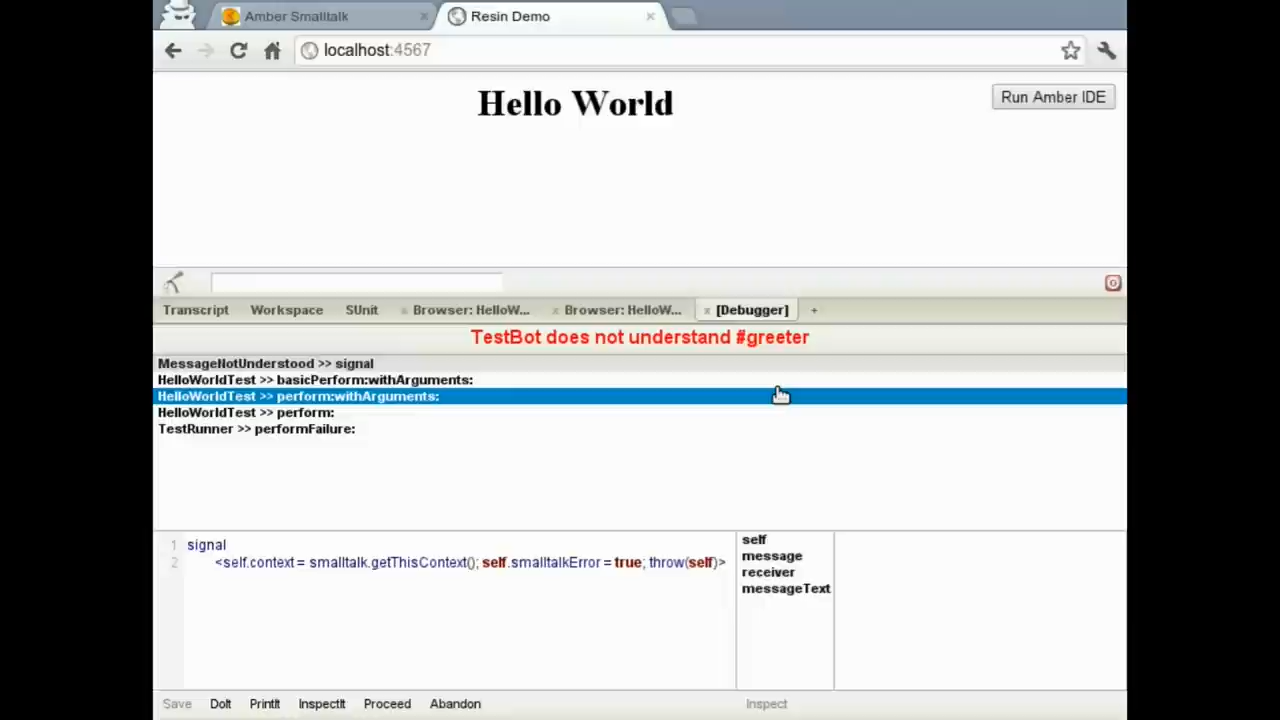 Amber Smalltalk
Resin Demo
localhost:4567
Hello World
Run Amber IDE
Transcript Workspace SUnit Browser: HelloW... Browser: HelloW... [Debugger] +
TestBot does not understand #greeter
MessageNotUnderstood >> signal
HelloWorldTest >> basicPerform:withArguments:
HelloWorldTest >> perform:withArguments:
HelloWorldTest >> perform:
TestRunner >> performFailure:
1 signal
2 <self.context = smalltalk.getThisContext(); self.smalltalkError = true; throw(self)>
self
message
receiver
messageText
Save DoIt PrintIt InspectIt Proceed Abandon Inspect